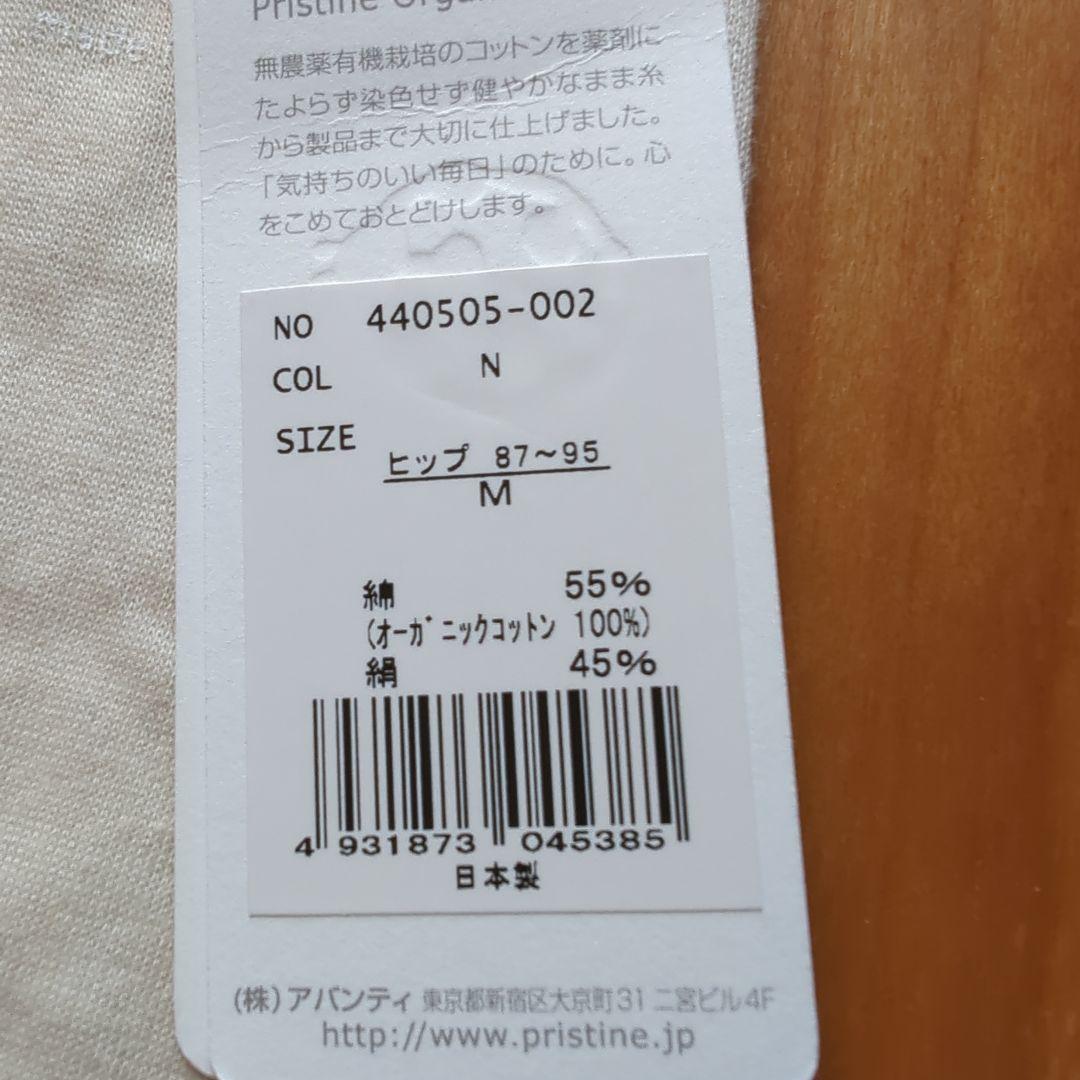 Pristine Orga
無農薬有機栽培のコットンを薬剤に
たよらず染色せず健やかなまま糸
から製品まで大切に仕上げました。
「気持ちのいい毎日」のために。心
をこめておとどけします。
NO 440505-002
COL N
SIZE
ヒップ 87～95
M
綿 55%
(オーガニックコットン 100%)
絹 45%
4 931873 045385
日本製
(株)アバンティ 東京都新宿区大京町31 二宮ビル4F
http://www.pristine.jp